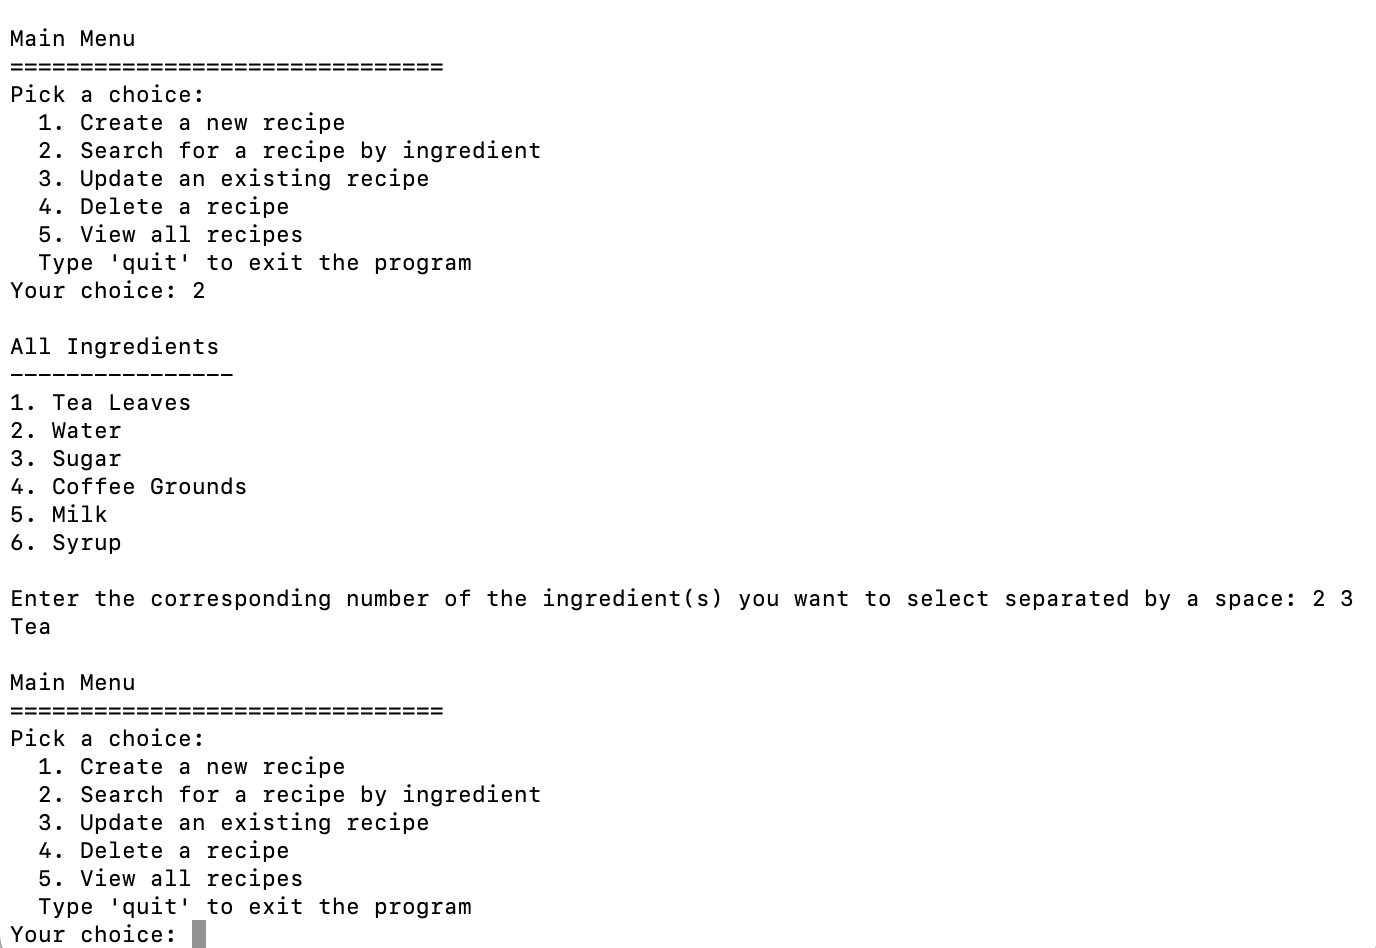 Main Menu
===============================
Pick a choice:
  1. Create a new recipe
  2. Search for a recipe by ingredient
  3. Update an existing recipe
  4. Delete a recipe
  5. View all recipes
  Type 'quit' to exit the program
Your choice: 2

All Ingredients
----------------
1. Tea Leaves
2. Water
3. Sugar
4. Coffee Grounds
5. Milk
6. Syrup

Enter the corresponding number of the ingredient(s) you want to select separated by a space: 2 3
Tea

Main Menu
===============================
Pick a choice:
  1. Create a new recipe
  2. Search for a recipe by ingredient
  3. Update an existing recipe
  4. Delete a recipe
  5. View all recipes
  Type 'quit' to exit the program
Your choice: